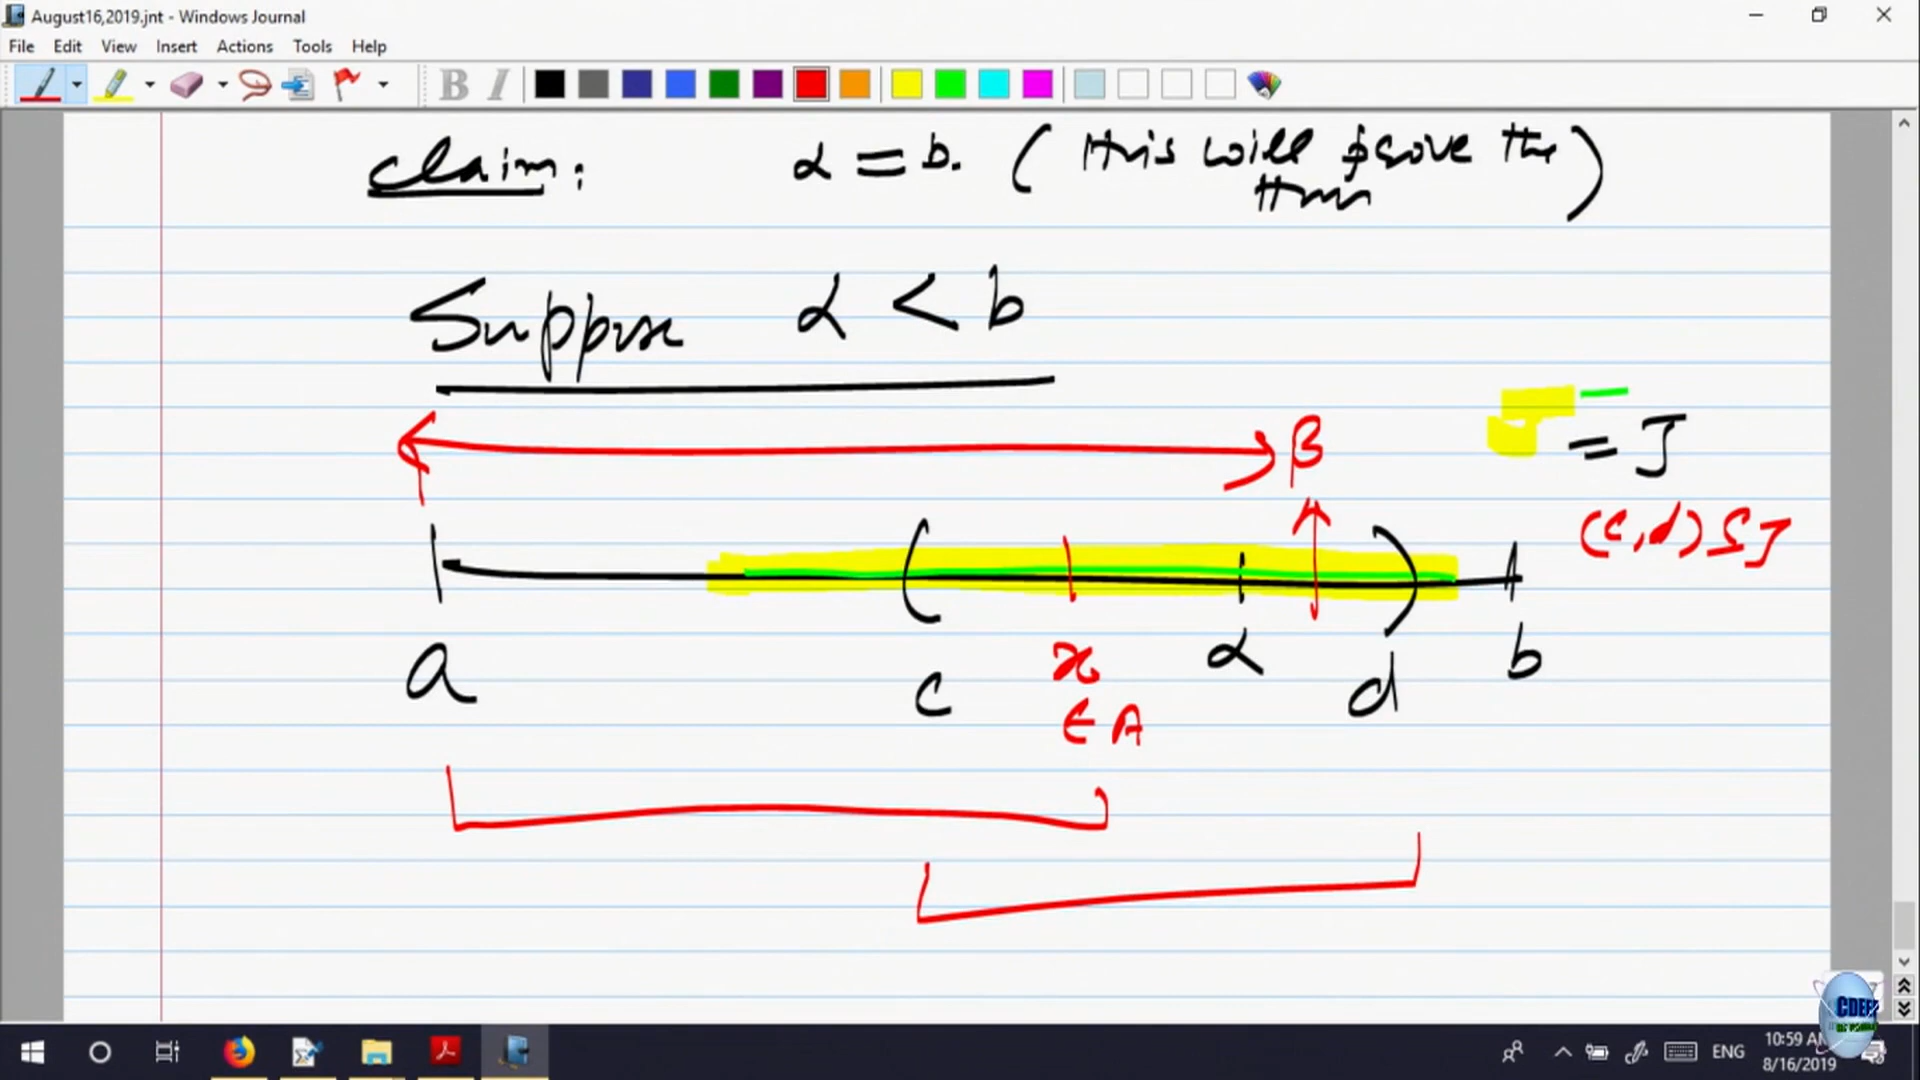 August16,2019.jnt - Windows Journal
File Edit View Insert Actions Tools Help
B I
Claim: α = b. (this will prove the
thm)
Suppose α < b
β
= J
(c,d) ⊆ J
a c x α d b
∈ A
CDEEP
ENG
10:59 AM
8/16/2019